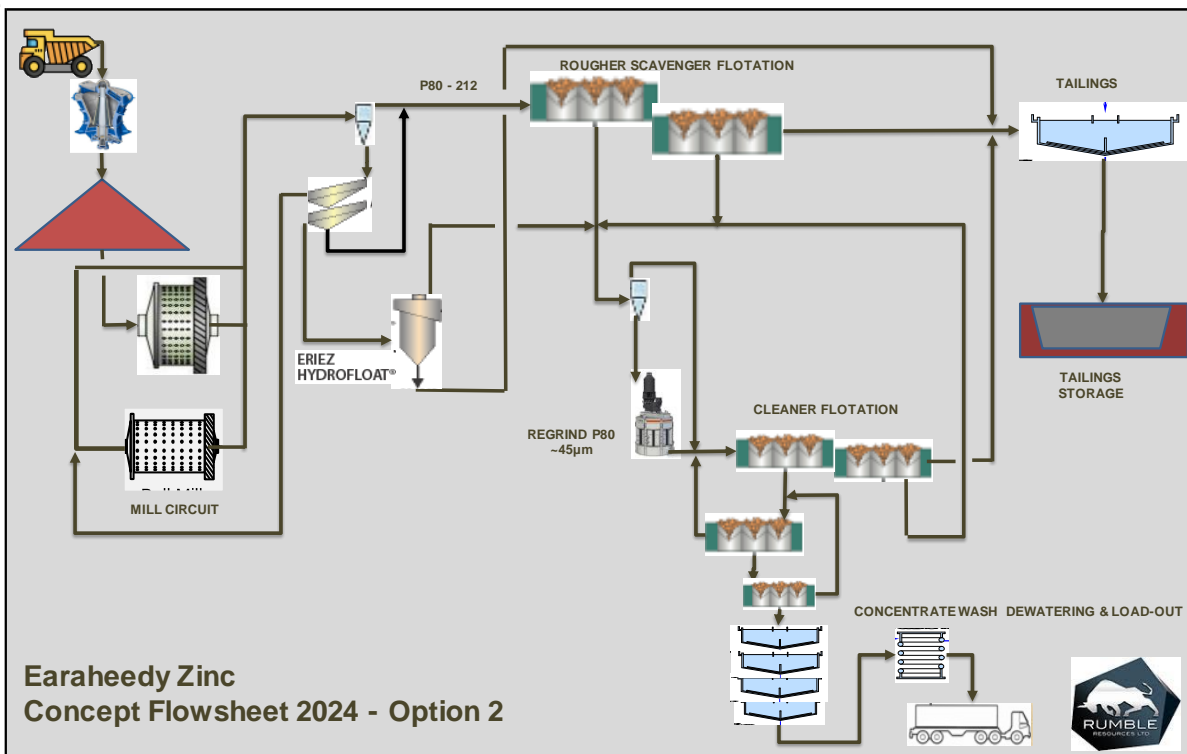 ROUGHER SCAVENGER FLOTATION
P80 - 212
TAILINGS
ERIEZ
HYDROFLOAT®
TAILINGS
STORAGE
CLEANER FLOTATION
REGRIND P80
~45µm
MILL CIRCUIT
CONCENTRATE WASH DEWATERING & LOAD-OUT
Earaheedy Zinc
Concept Flowsheet 2024 - Option 2
RUMBLE
RESOURCES LTD